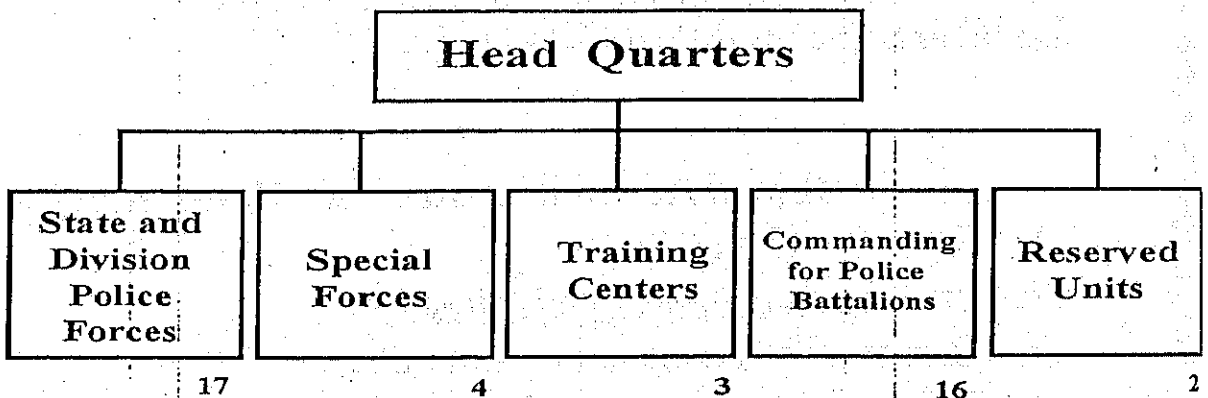 Head Quarters
State and
Division
Police
Forces
17
Special
Forces
4
Training
Centers
3
Commanding
for Police
Battalions
16
Reserved
Units
2